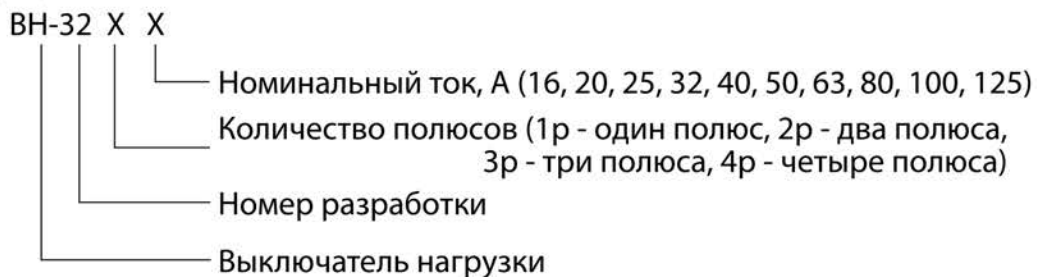 ВН-32 X X
Номинальный ток, А (16, 20, 25, 32, 40, 50, 63, 80, 100, 125)
Количество полюсов (1р - один полюс, 2р - два полюса,
3р - три полюса, 4р - четыре полюса)
Номер разработки
Выключатель нагрузки